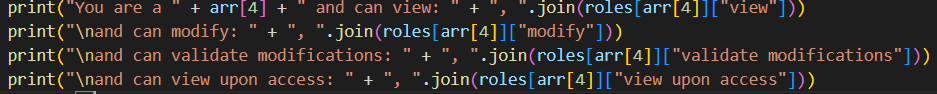 print("You are a " + arr[4] + " and can view: " + ", ".join(roles[arr[4]]["view"]))
print("\nand can modify: " + ", ".join(roles[arr[4]]["modify"]))
print("\nand can validate modifications: " + ", ".join(roles[arr[4]]["validate modifications"]))
print("\nand can view upon access: " + ", ".join(roles[arr[4]]["view upon access"]))